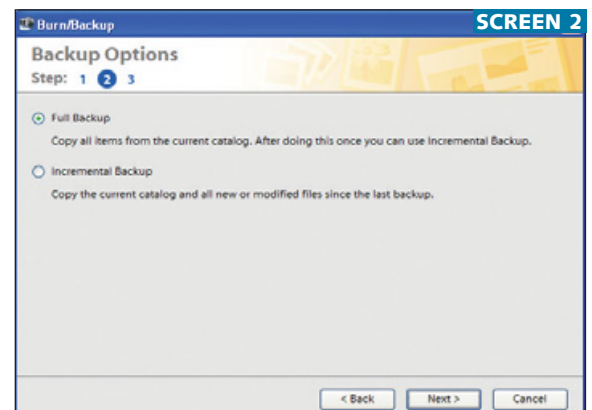 Burn/Backup
SCREEN 2
Backup Options
Step: 1 2 3
Full Backup
Copy all items from the current catalog. After doing this once you can use Incremental Backup.
Incremental Backup
Copy the current catalog and all new or modified files since the last backup.
< Back Next > Cancel